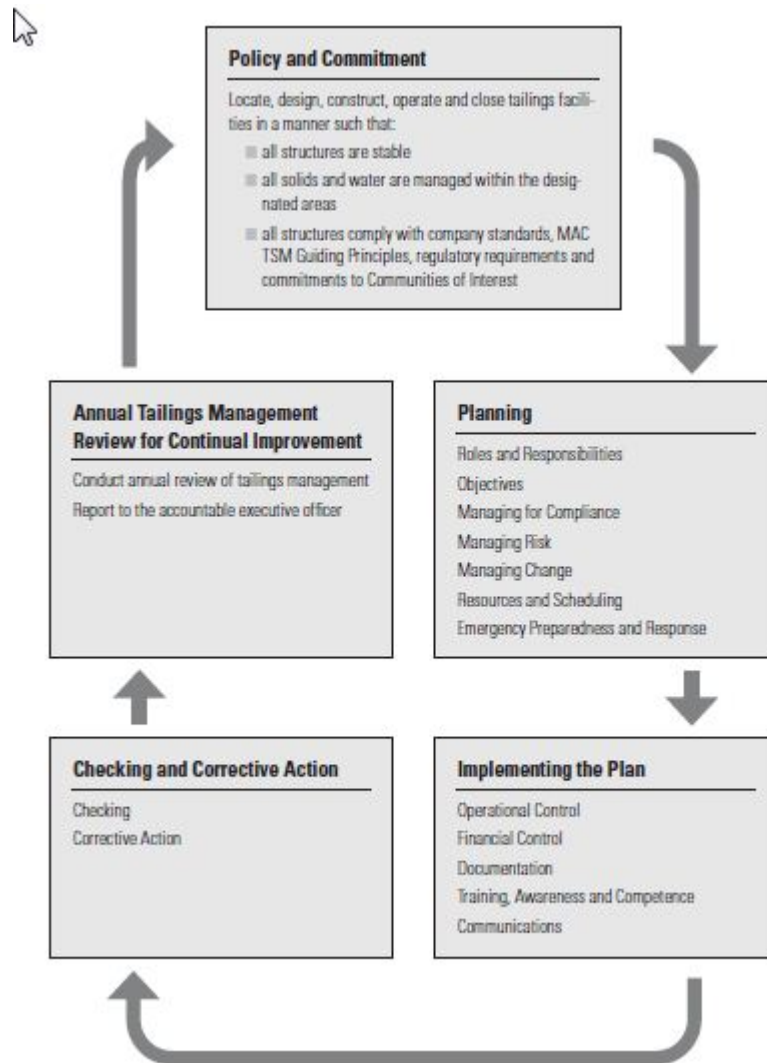 Policy and Commitment
Locate, design, construct, operate and close tailings facili-
ties in a manner such that:
all structures are stable
all solids and water are managed within the desig-
nated areas
all structures comply with company standards, MAC
TSM Guiding Principles, regulatory requirements and
commitments to Communities of Interest
Planning
Roles and Responsibilities
Objectives
Managing for Compliance
Managing Risk
Managing Change
Resources and Scheduling
Emergency Preparedness and Response
Implementing the Plan
Operational Control
Financial Control
Documentation
Training, Awareness and Competence
Communications
Checking and Corrective Action
Checking
Corrective Action
Annual Tailings Management
Review for Continual Improvement
Conduct annual review of tailings management
Report to the accountable executive officer